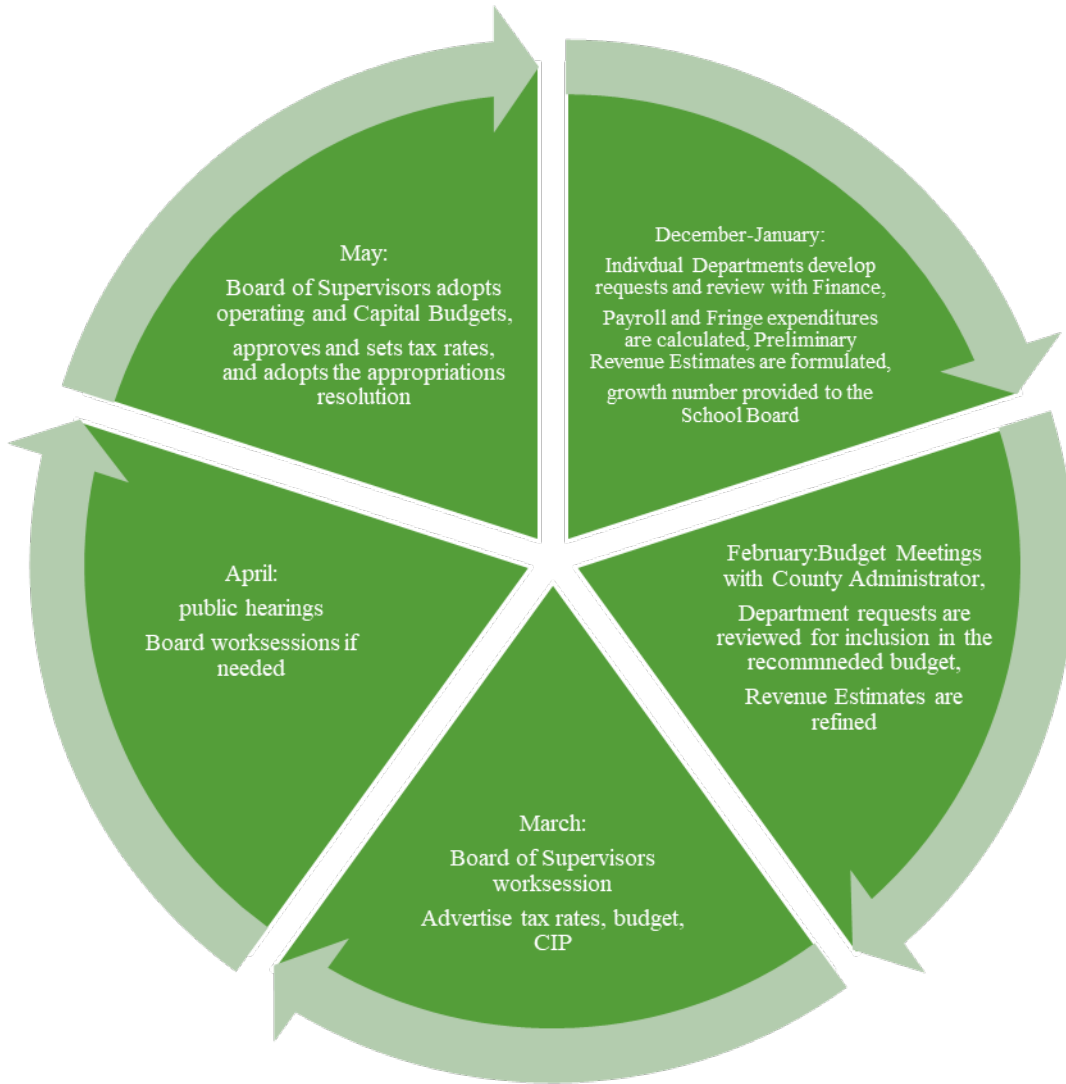 December-January:
Indivdual Departments develop
requests and review with Finance,
Payroll and Fringe expenditures
are calculated, Preliminary
Revenue Estimates are formulated,
growth number provided to the
School Board
February:Budget Meetings
with County Administrator,
Department requests are
reviewed for inclusion in the
recommneded budget,
Revenue Estimates are
refined
March:
Board of Supervisors
worksession
Advertise tax rates, budget,
CIP
April:
public hearings
Board worksessions if
needed
May:
Board of Supervisors adopts
operating and Capital Budgets,
approves and sets tax rates,
and adopts the appropriations
resolution